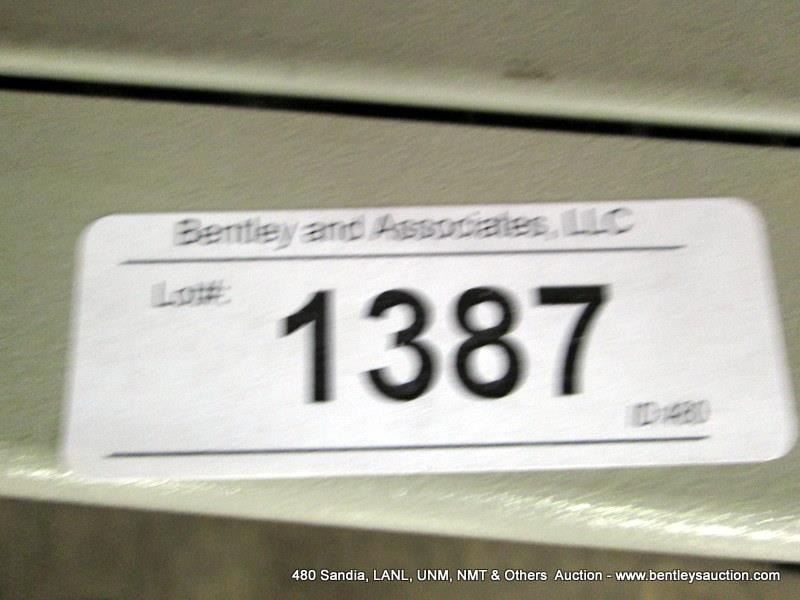 Bentley and Associates, LLC
Lot#:
1387
ID:480
480 Sandia, LANL, UNM, NMT & Others Auction - www.bentleysauction.com